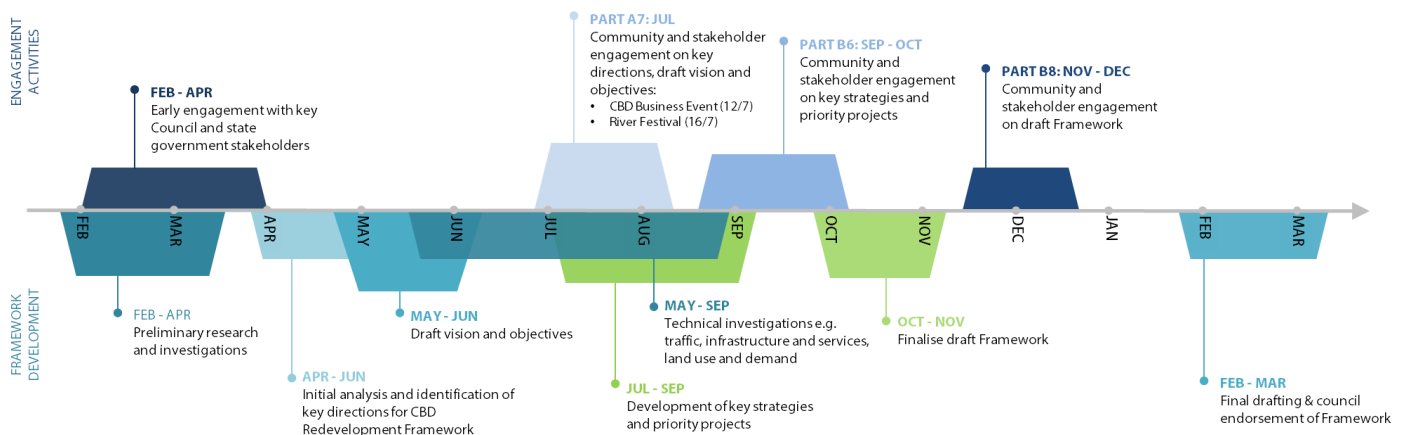 ENGAGEMENT
ACTIVITIES
FEB - APR
Early engagement with key
Council and state
government stakeholders
PART A7: JUL
Community and stakeholder
engagement on key
directions, draft vision and
objectives:
• CBD Business Event (12/7)
• River Festival (16/7)
PART B6: SEP - OCT
Community and
stakeholder engagement
on key strategies and
priority projects
PART B8: NOV - DEC
Community and
stakeholder engagement
on draft Framework
FEB
MAR
APR
MAY
JUN
JUL
AUG
SEP
OCT
NOV
DEC
JAN
FEB
MAR
FRAMEWORK
DEVELOPMENT
FEB - APR
Preliminary research
and investigations
APR - JUN
Initial analysis and identification of
key directions for CBD
Redevelopment Framework
MAY - JUN
Draft vision and objectives
JUL - SEP
Development of key strategies
and priority projects
MAY - SEP
Technical investigations e.g.
traffic, infrastructure and services,
land use and demand
OCT - NOV
Finalise draft Framework
FEB - MAR
Final drafting & council
endorsement of Framework